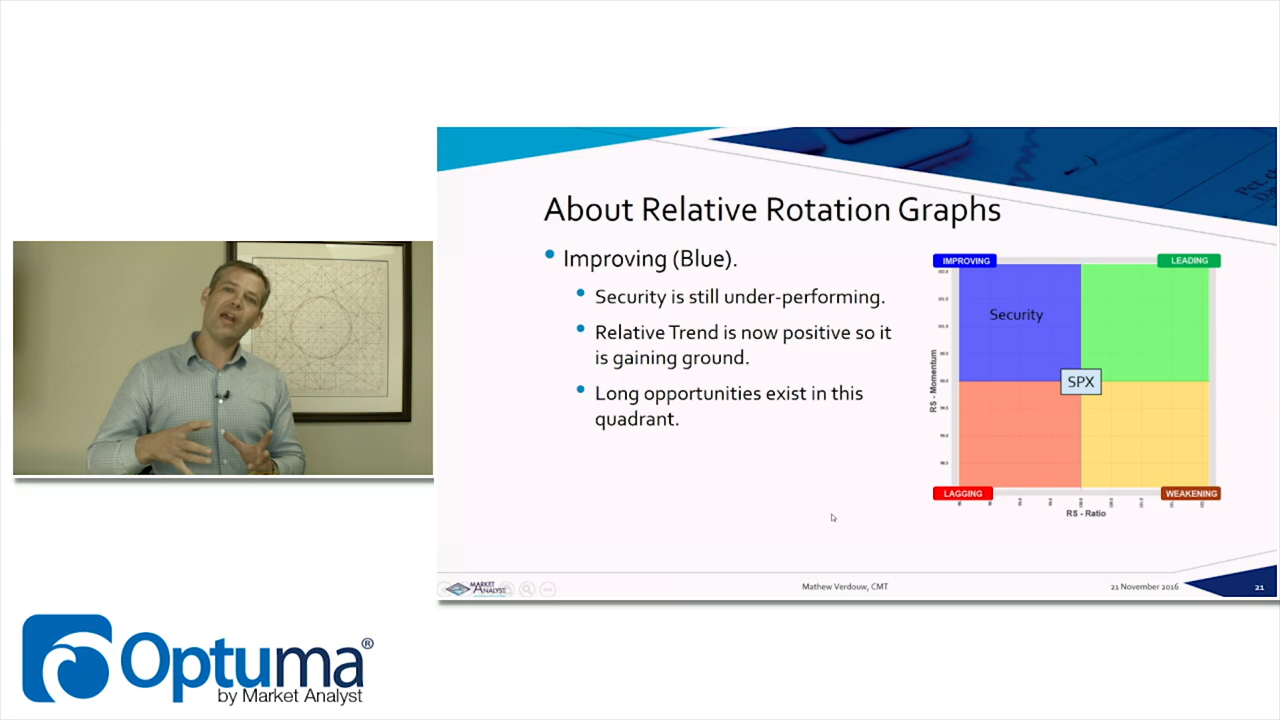 About Relative Rotation Graphs
Improving (Blue).
Security is still under-performing.
Relative Trend is now positive so it
is gaining ground.
Long opportunities exist in this
quadrant.
IMPROVING
LEADING
Security
SPX
RS - Momentum
LAGGING
WEAKENING
RS - Ratio
MARKET
ANALYST
Mathew Verdouw, CMT
21 November 2016
21
Optuma®
by Market Analyst